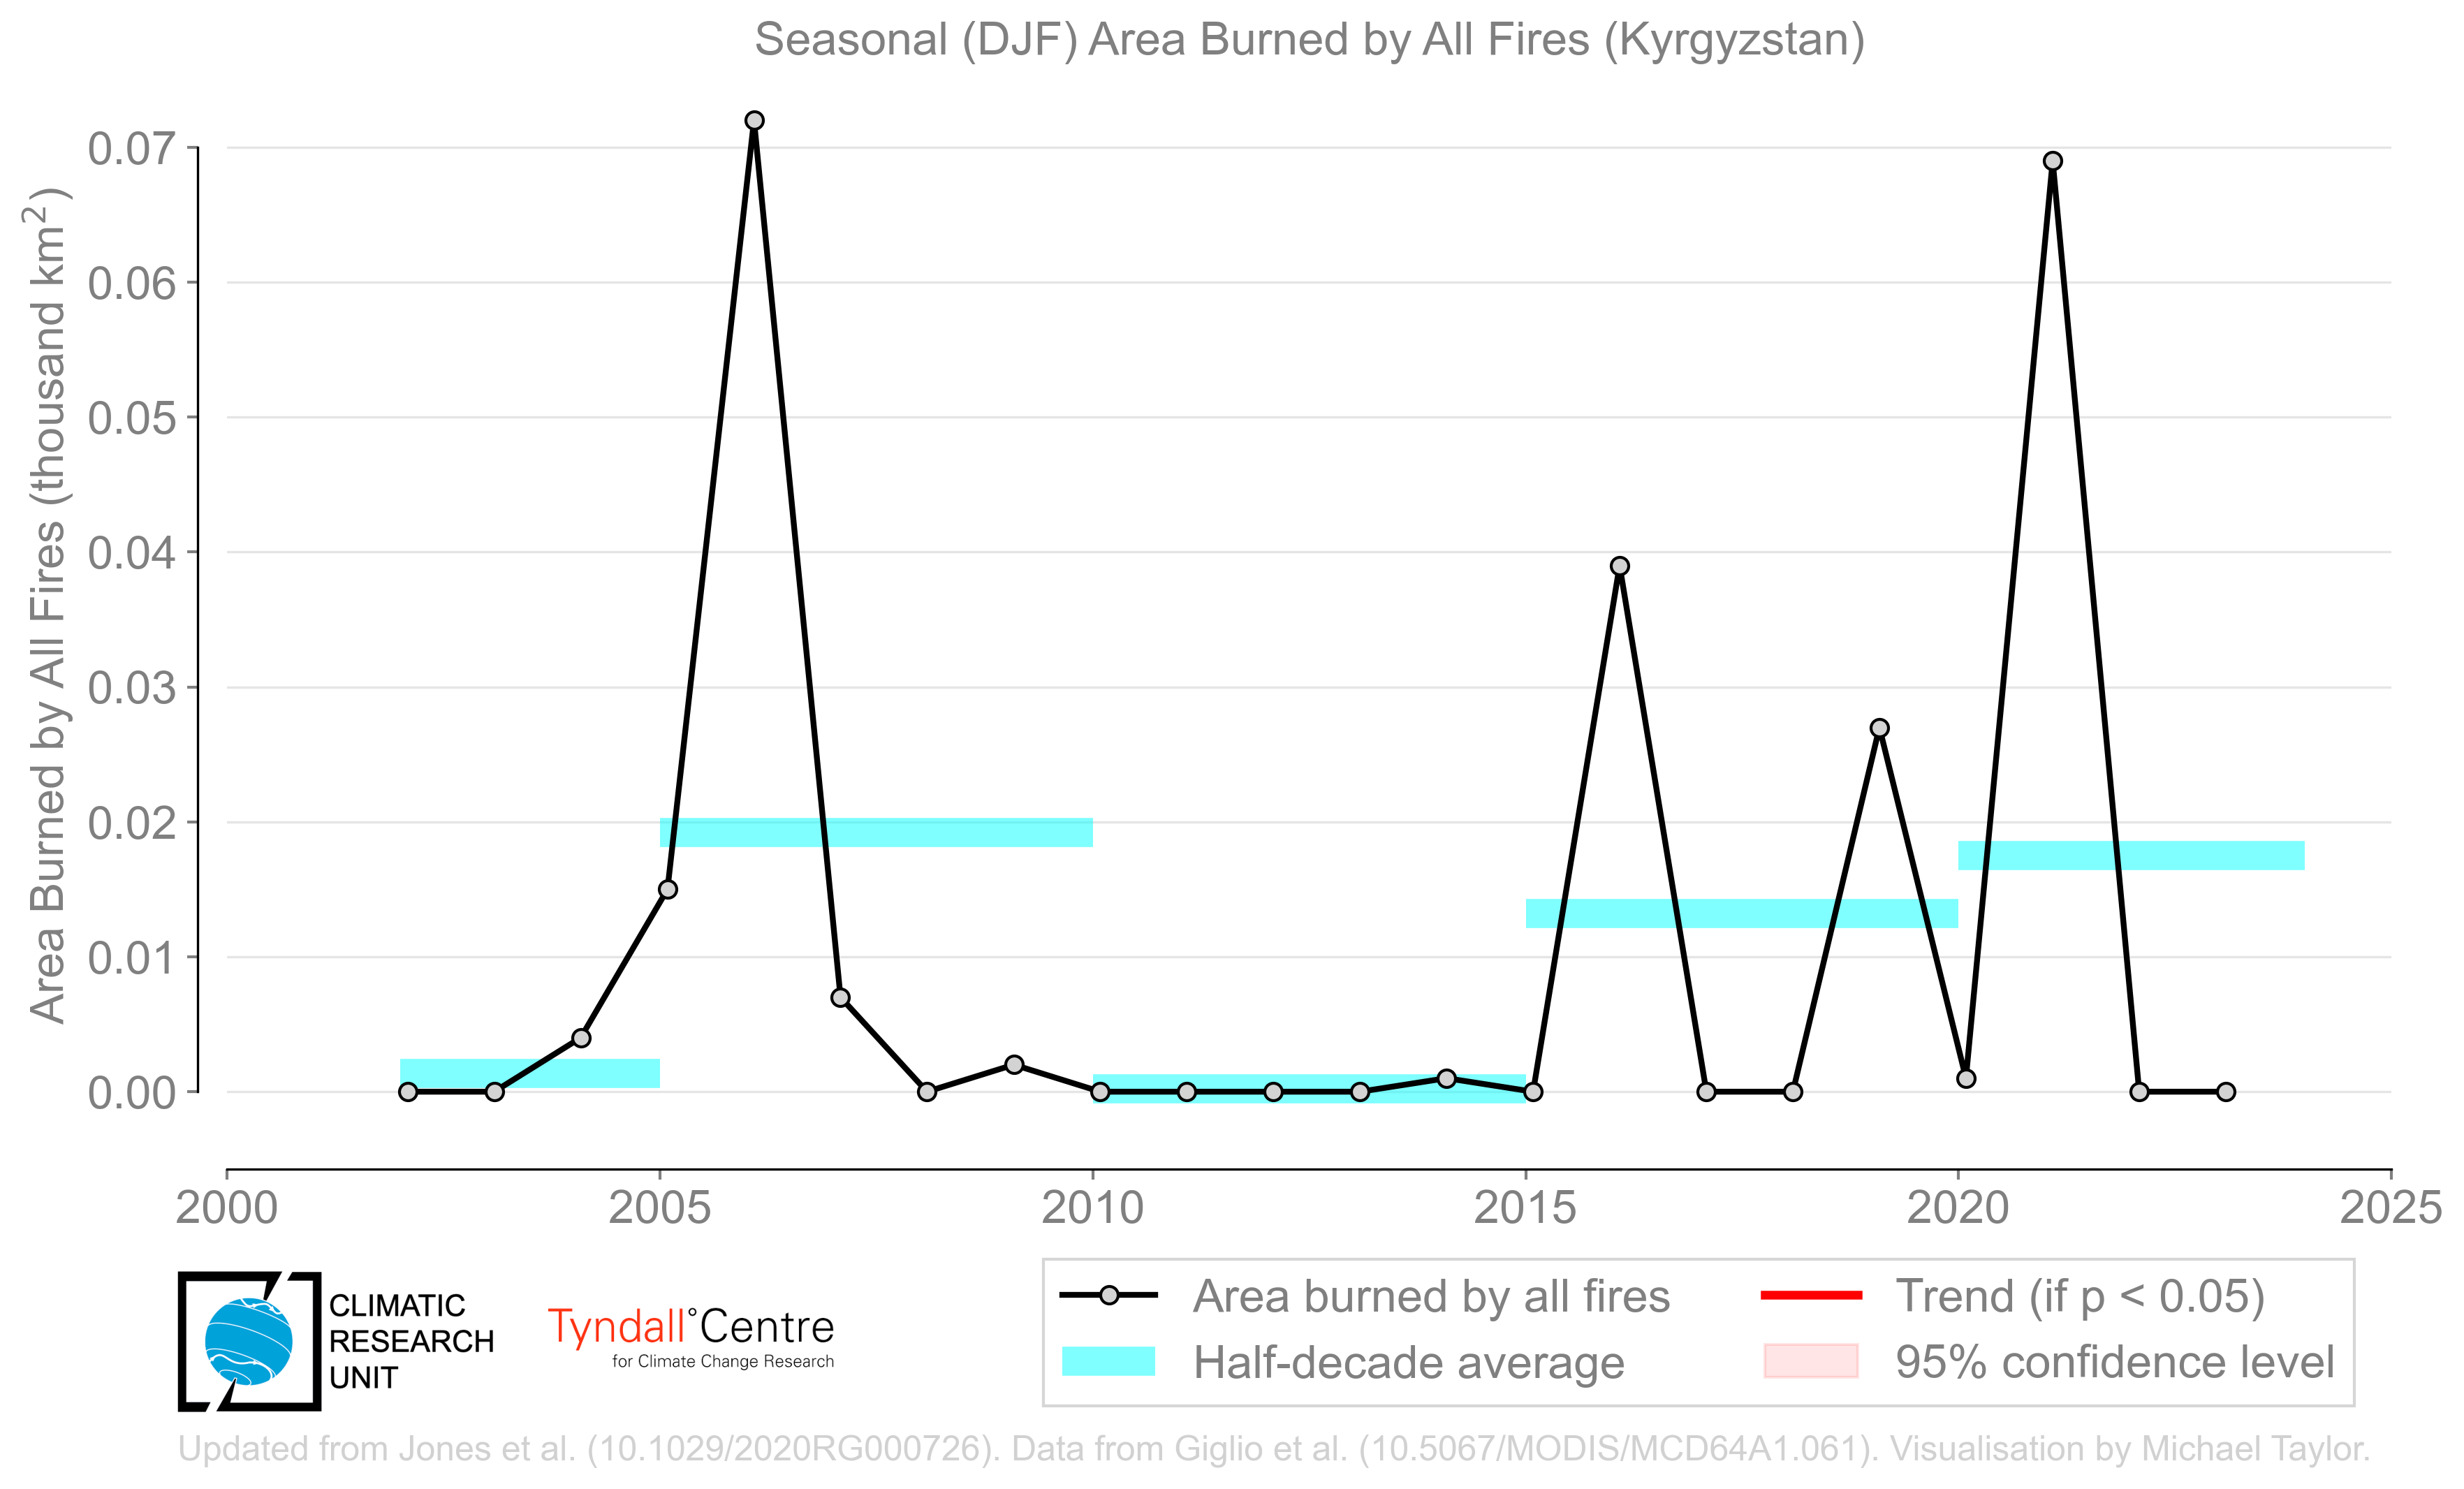 Seasonal (DJF) Area Burned by All Fires (Kyrgyzstan)
Area Burned by All Fires (thousand km²)
0.07
0.06
0.05
0.04
0.03
0.02
0.01
0.00
2000 2005 2010 2015 2020 2025
Area burned by all fires
Half-decade average
Trend (if p < 0.05)
95% confidence level
CLIMATIC
RESEARCH
UNIT
Tyndall°Centre
for Climate Change Research
Updated from Jones et al. (10.1029/2020RG000726). Data from Giglio et al. (10.5067/MODIS/MCD64A1.061). Visualisation by Michael Taylor.